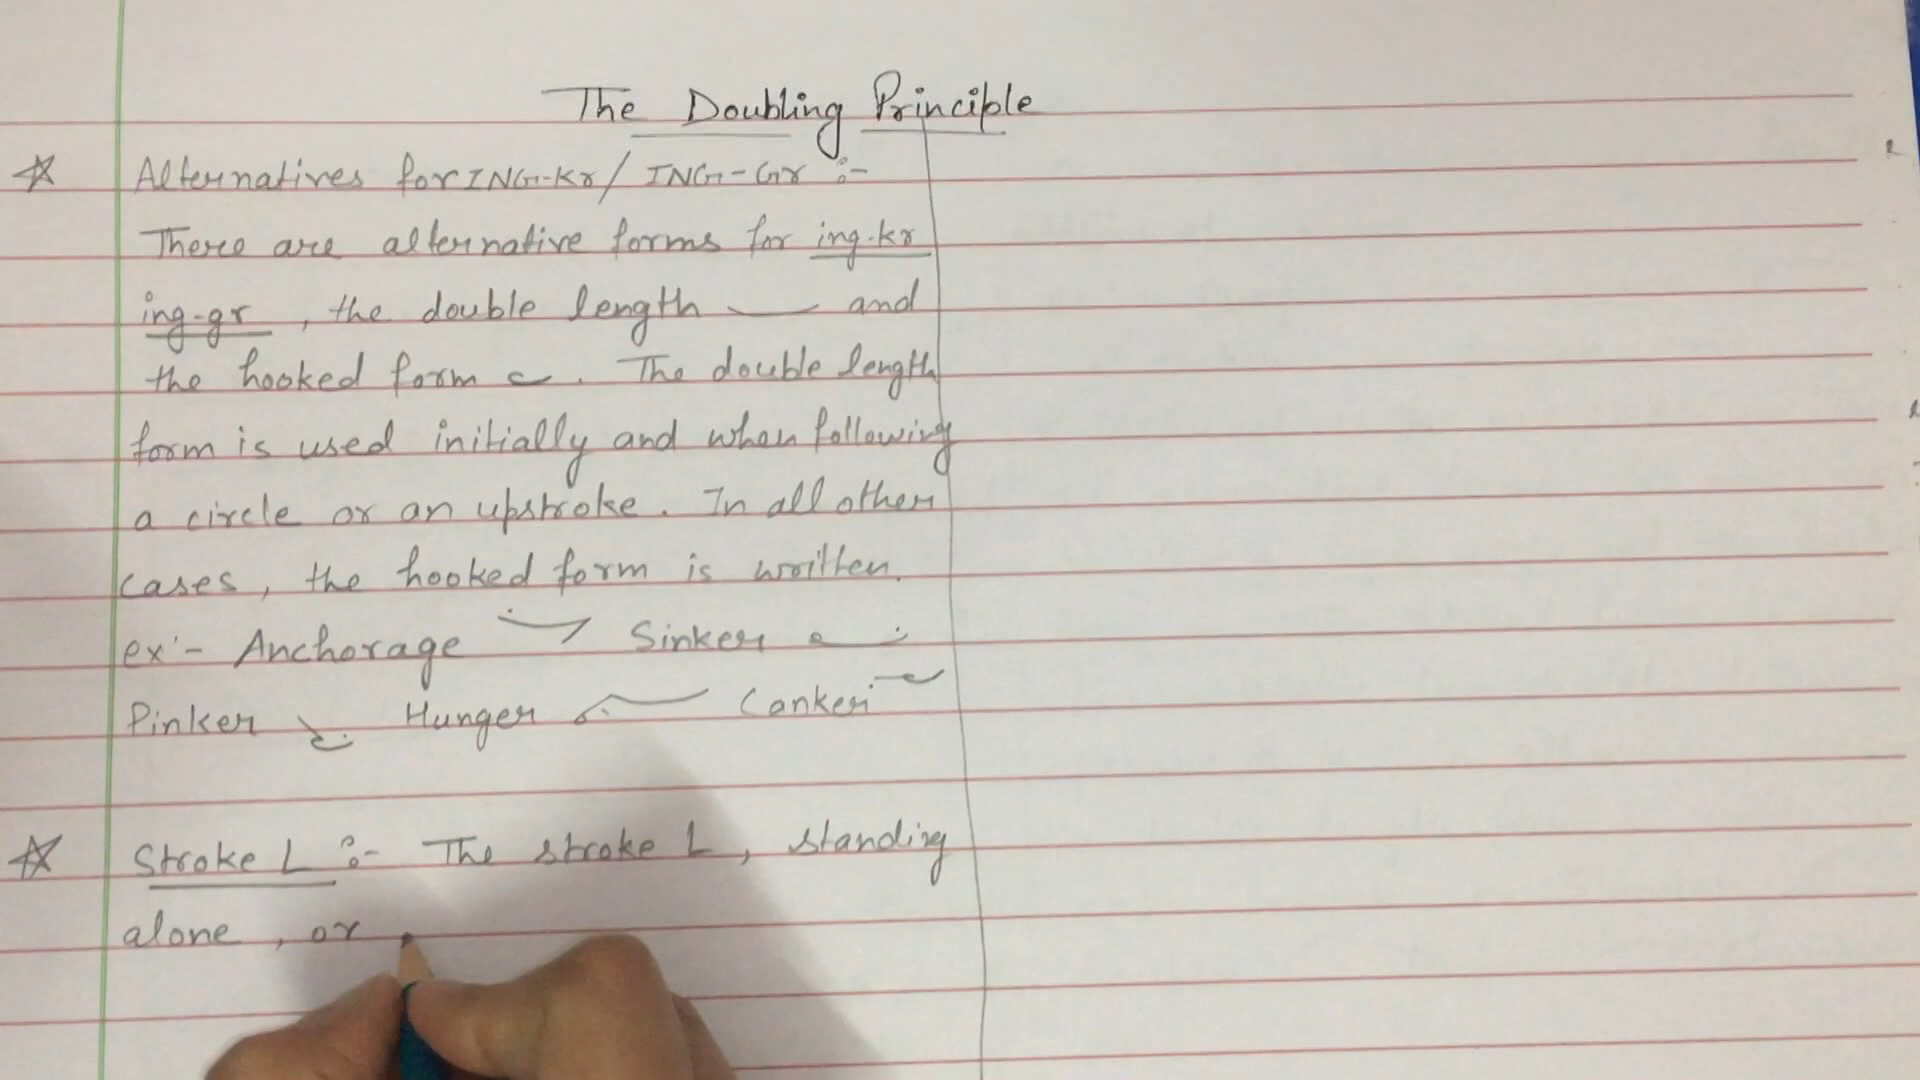 The Doubling Principle
Alternatives for ING-Kr/ ING-Gr :-
There are alternative forms for ing-kr
ing-gr, the double length and
the hooked form. The double length
form is used initially and when following
a circle or an upstroke. In all other
cases, the hooked form is written.
ex:- Anchorage Sinker
Pinker Hunger Canker
Stroke L :- The stroke L, standing
alone, or